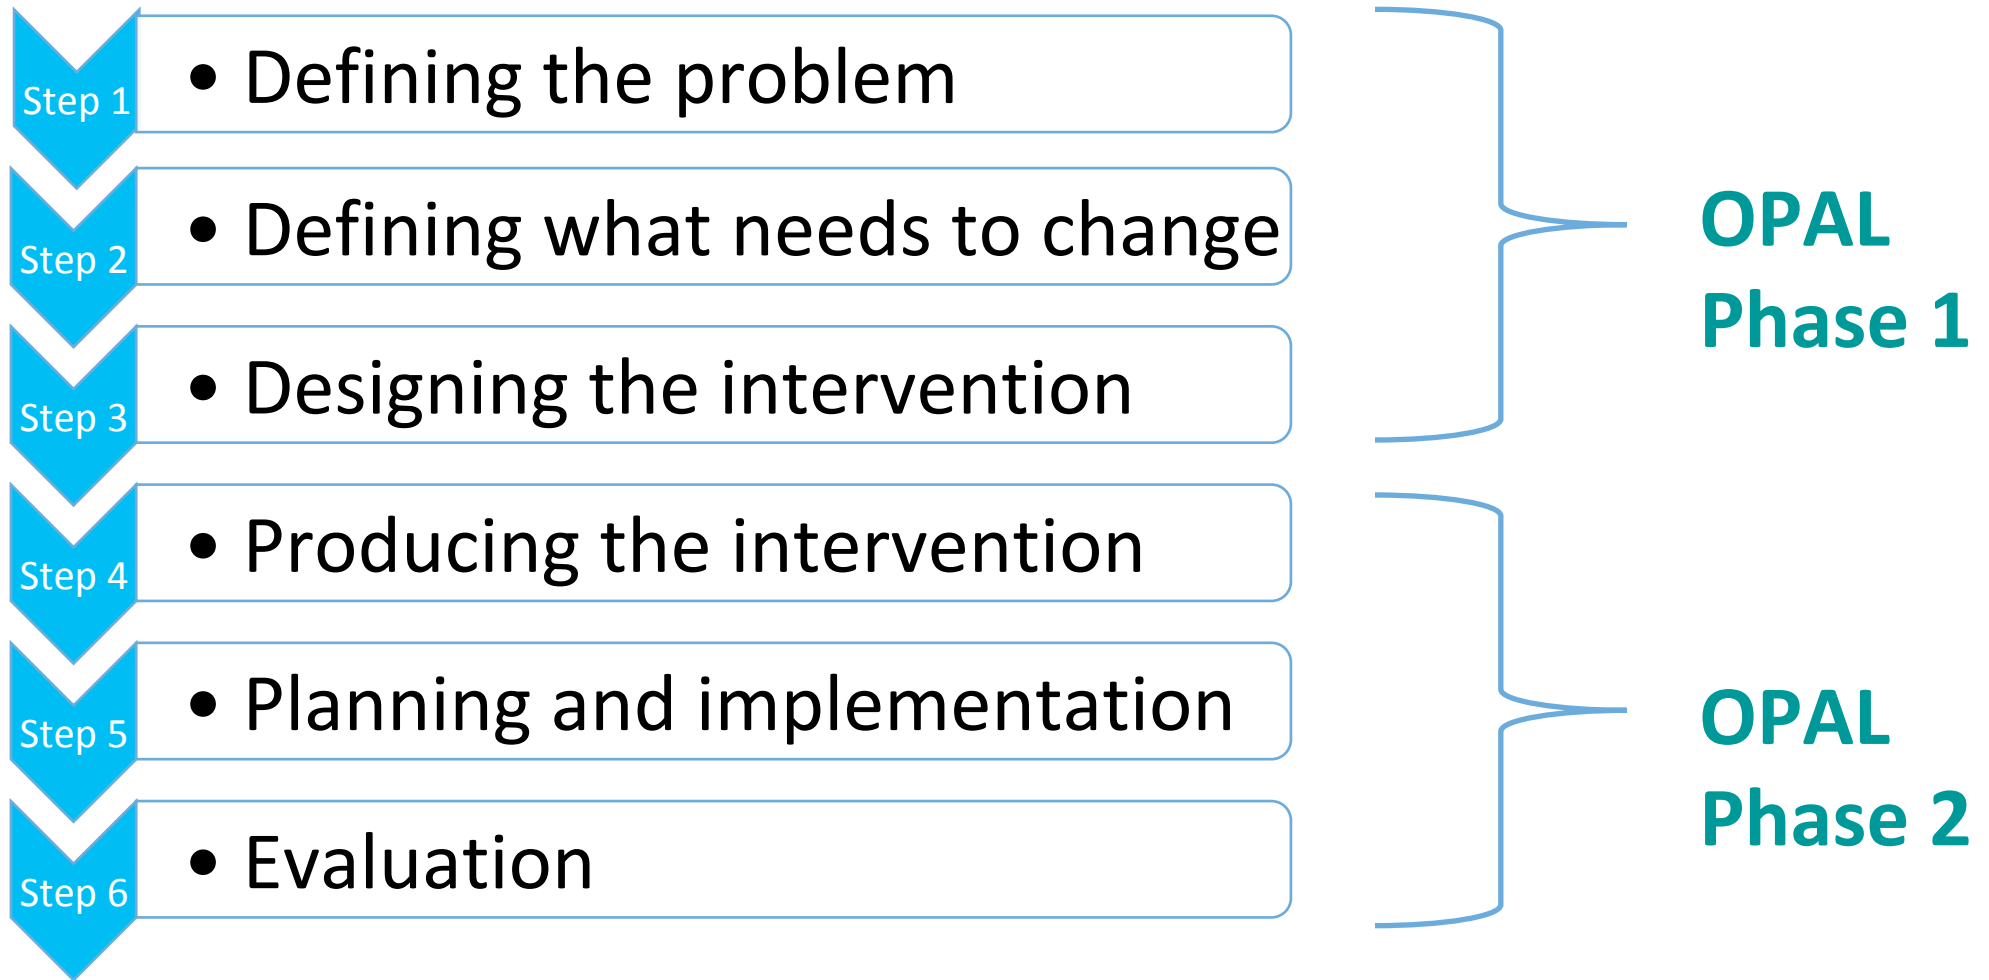 Step 1
• Defining the problem
Step 2
• Defining what needs to change
Step 3
• Designing the intervention
OPAL
Phase 1
Step 4
• Producing the intervention
Step 5
• Planning and implementation
Step 6
• Evaluation
OPAL
Phase 2